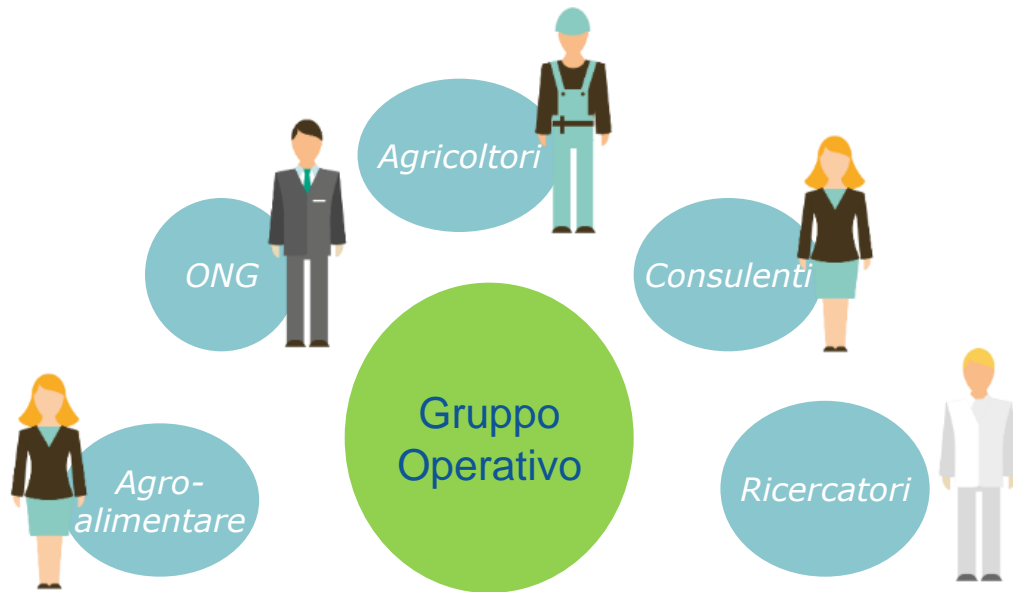 Agricoltori
ONG
Consulenti
Gruppo
Operativo
Agro-
alimentare
Ricercatori